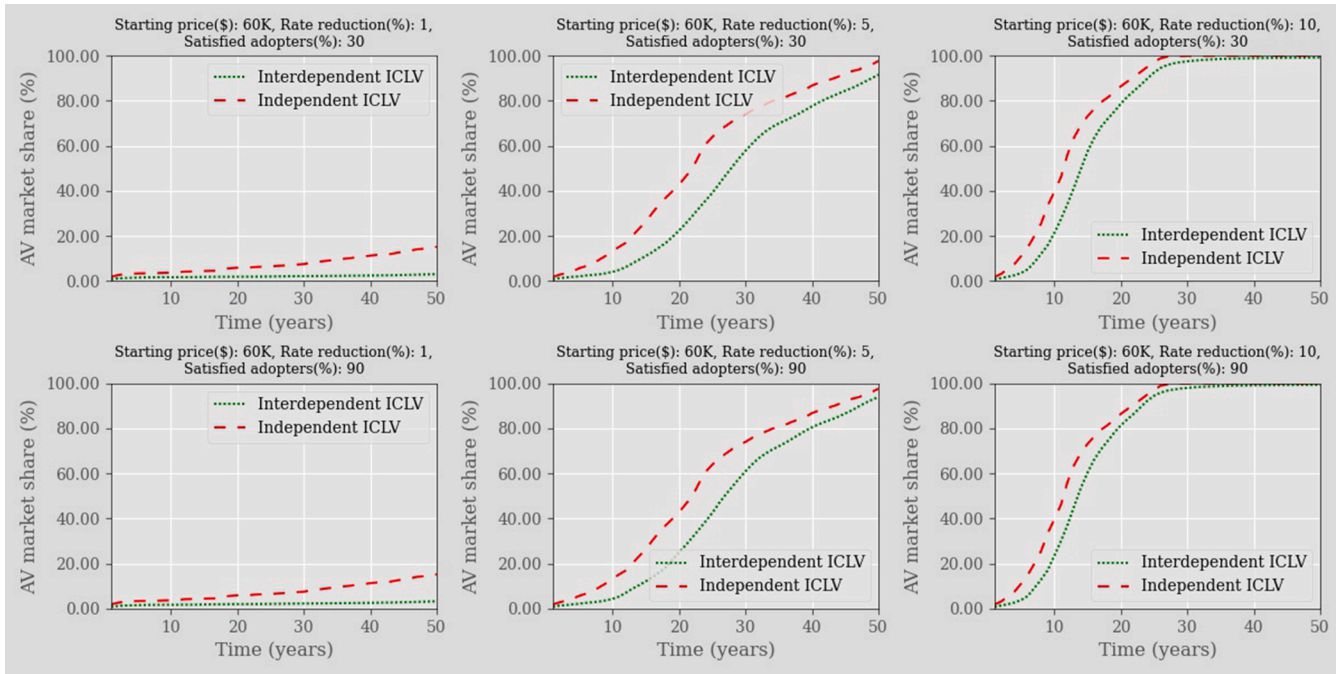 Starting price($): 60K, Rate reduction(%): 1,
Satisfied adopters(%): 30
100.00
80.00
60.00
40.00
20.00
0.00
AV market share (%)
Interdependent ICLV
Independent ICLV
10
20
30
40
50
Time (years)
Starting price($): 60K, Rate reduction(%): 5,
Satisfied adopters(%): 30
100.00
80.00
60.00
40.00
20.00
0.00
AV market share (%)
Interdependent ICLV
Independent ICLV
10
20
30
40
50
Time (years)
Starting price($): 60K, Rate reduction(%): 10,
Satisfied adopters(%): 30
100.00
80.00
60.00
40.00
20.00
0.00
AV market share (%)
Interdependent ICLV
Independent ICLV
10
20
30
40
50
Time (years)
Starting price($): 60K, Rate reduction(%): 1,
Satisfied adopters(%): 90
100.00
80.00
60.00
40.00
20.00
0.00
AV market share (%)
Interdependent ICLV
Independent ICLV
10
20
30
40
50
Time (years)
Starting price($): 60K, Rate reduction(%): 5,
Satisfied adopters(%): 90
100.00
80.00
60.00
40.00
20.00
0.00
AV market share (%)
Interdependent ICLV
Independent ICLV
10
20
30
40
50
Time (years)
Starting price($): 60K, Rate reduction(%): 10,
Satisfied adopters(%): 90
100.00
80.00
60.00
40.00
20.00
0.00
AV market share (%)
Interdependent ICLV
Independent ICLV
10
20
30
40
50
Time (years)